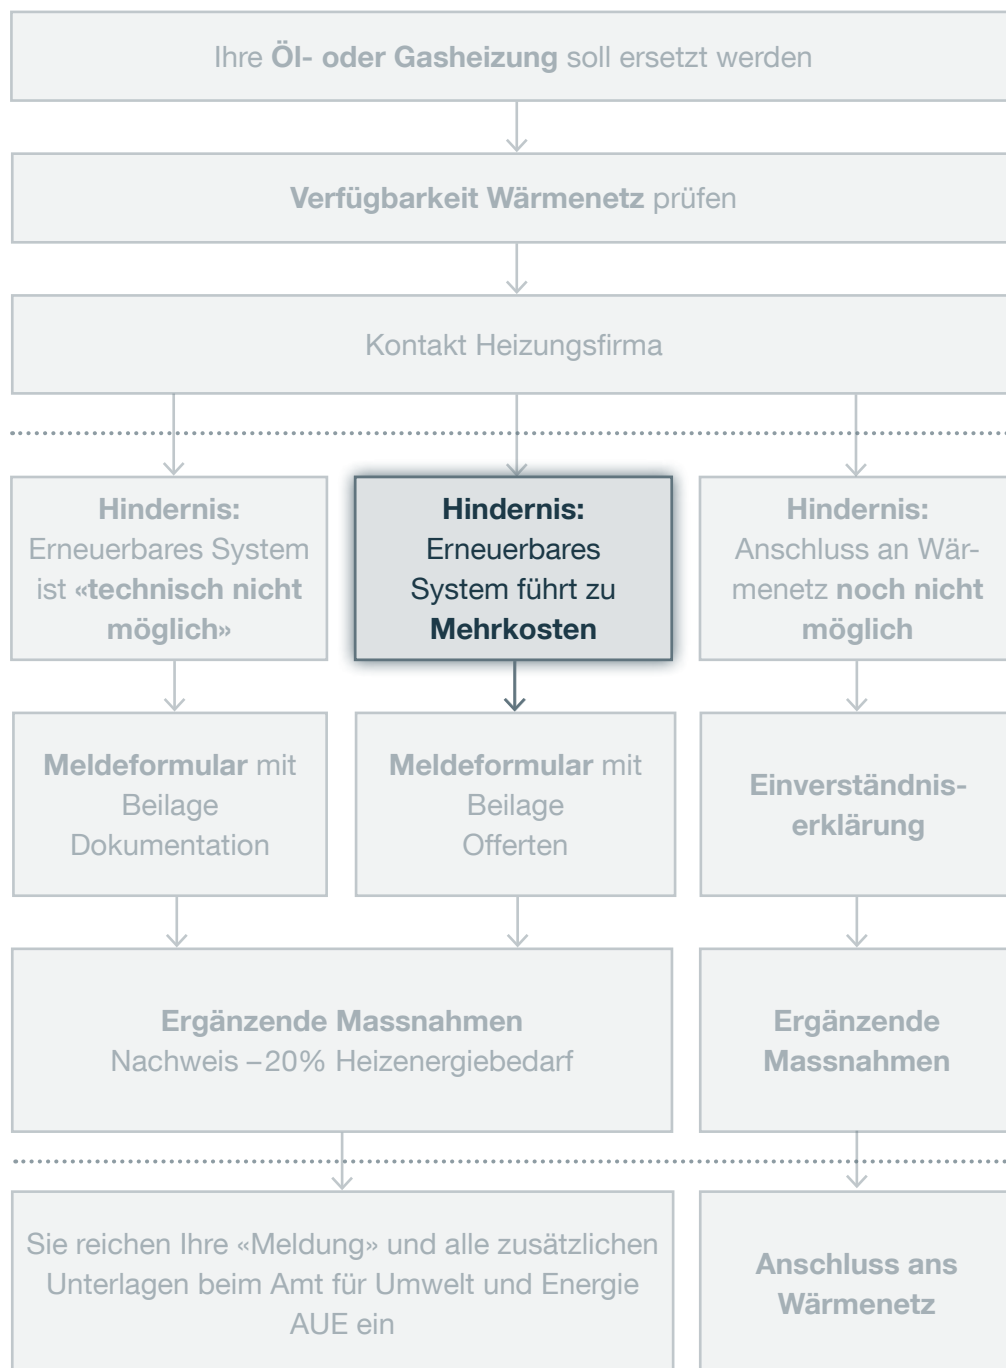 Ihre Öl- oder Gasheizung soll ersetzt werden
Verfügbarkeit Wärmenetz prüfen
Kontakt Heizungsfirma
Hindernis:
Erneuerbares System
ist «technisch nicht
möglich»
Hindernis:
Erneuerbares
System führt zu
Mehrkosten
Hindernis:
Anschluss an Wär-
menetz noch nicht
möglich
Meldeformular mit
Beilage
Dokumentation
Meldeformular mit
Beilage
Offerten
Einverständnis-
erklärung
Ergänzende Massnahmen
Nachweis –20% Heizenergiebedarf
Ergänzende
Massnahmen
Sie reichen Ihre «Meldung» und alle zusätzlichen
Unterlagen beim Amt für Umwelt und Energie
AUE ein
Anschluss ans
Wärmenetz